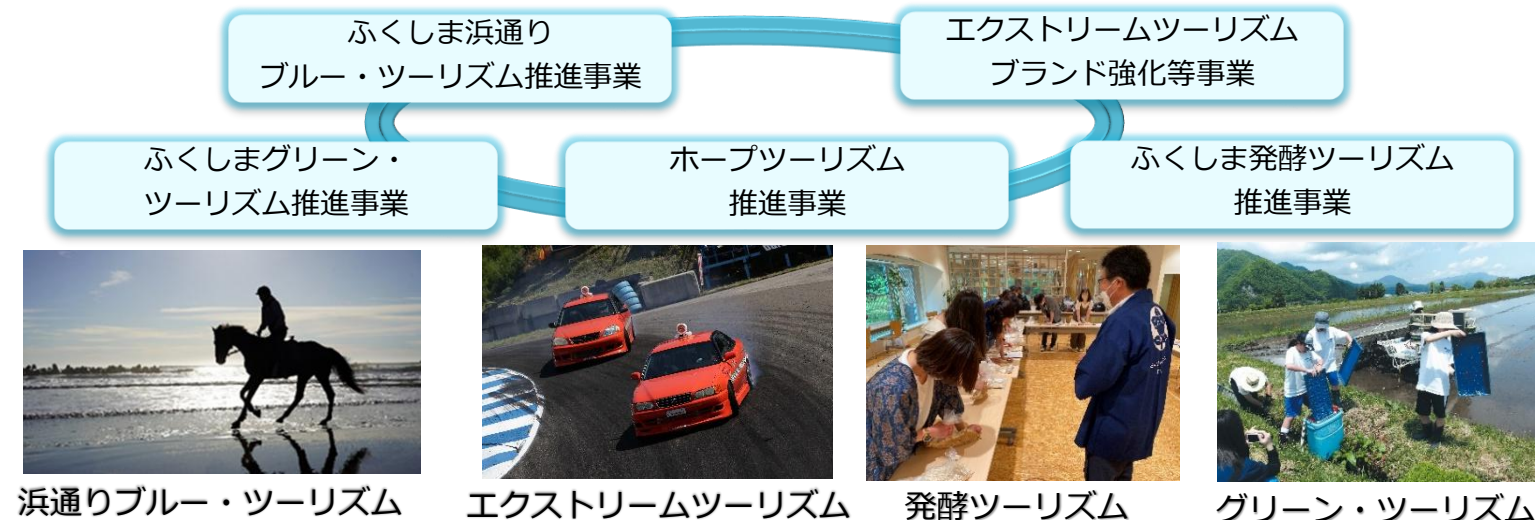 ふくしま浜通り
ブルー・ツーリズム推進事業
エクストリームツーリズム
ブランド強化等事業
ふくしまグリーン・
ツーリズム推進事業
ホープツーリズム
推進事業
ふくしま発酵ツーリズム
推進事業
浜通りブルー・ツーリズム
エクストリームツーリズム
発酵ツーリズム
グリーン・ツーリズム